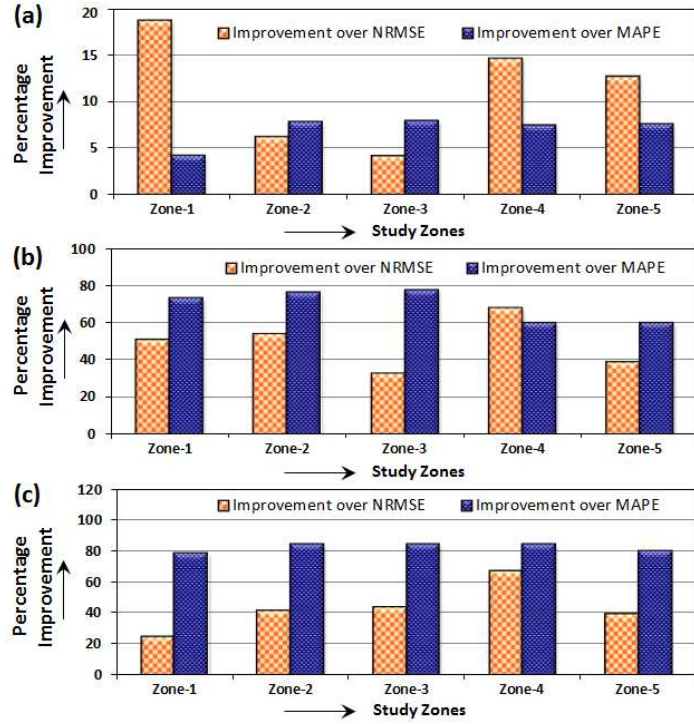 (a)
Percentage
Improvement
20
15
10
5
0
Improvement over NRMSE Improvement over MAPE
Zone-1 Zone-2 Zone-3 Zone-4 Zone-5
Study Zones
(b)
Percentage
Improvement
100
80
60
40
20
0
Improvement over NRMSE Improvement over MAPE
Zone-1 Zone-2 Zone-3 Zone-4 Zone-5
Study Zones
(c)
Percentage
Improvement
120
100
80
60
40
20
0
Improvement over NRMSE Improvement over MAPE
Zone-1 Zone-2 Zone-3 Zone-4 Zone-5
Study Zones